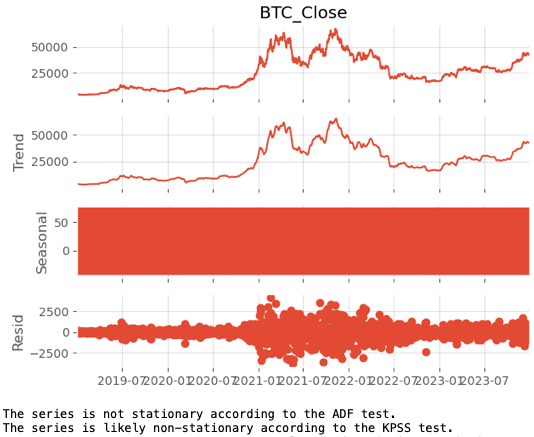 BTC_Close
50000
25000
Trend
50000
25000
Seasonal
50
0
Resid
2500
0
−2500
2019-07 2020-01 2020-07 2021-01 2021-07 2022-01 2022-07 2023-01 2023-07
The series is not stationary according to the ADF test.
The series is likely non-stationary according to the KPSS test.